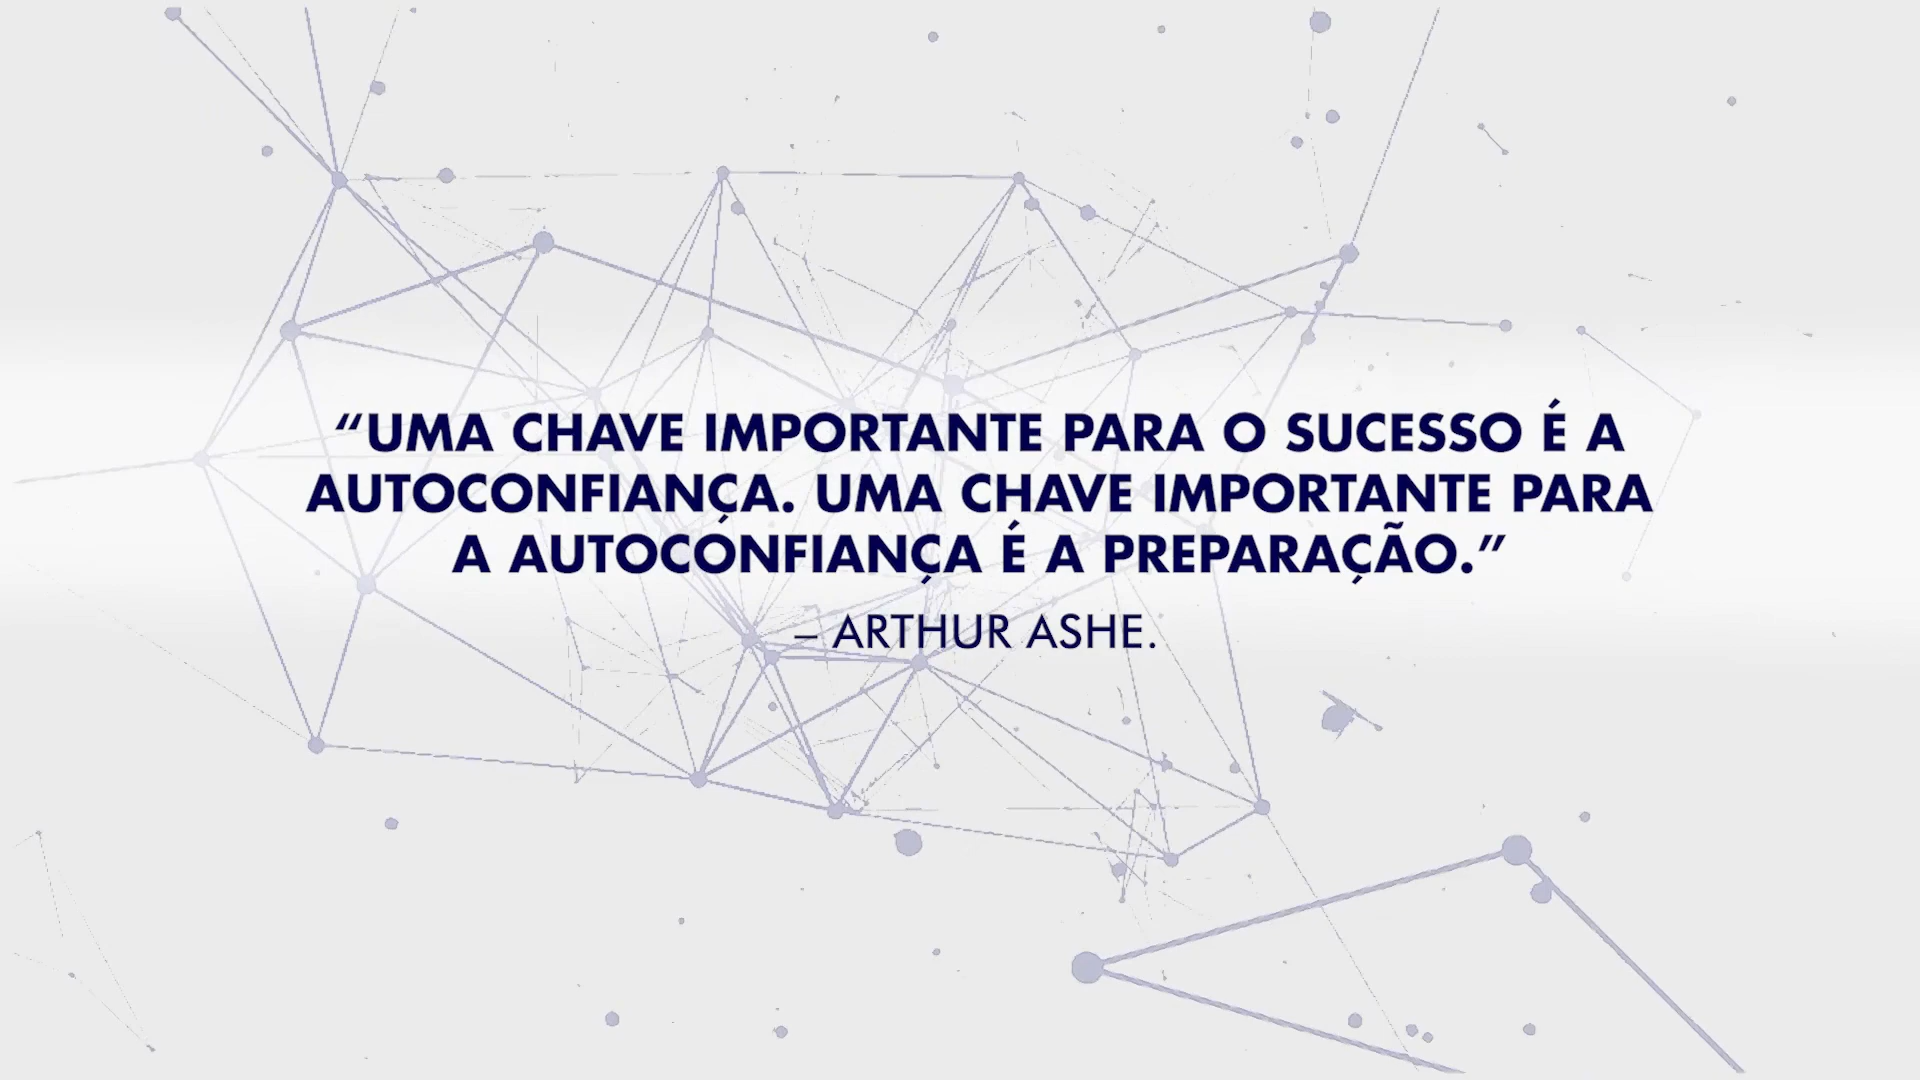 “UMA CHAVE IMPORTANTE PARA O SUCESSO É A
AUTOCONFIANÇA. UMA CHAVE IMPORTANTE PARA
A AUTOCONFIANÇA É A PREPARAÇÃO.”
– ARTHUR ASHE.